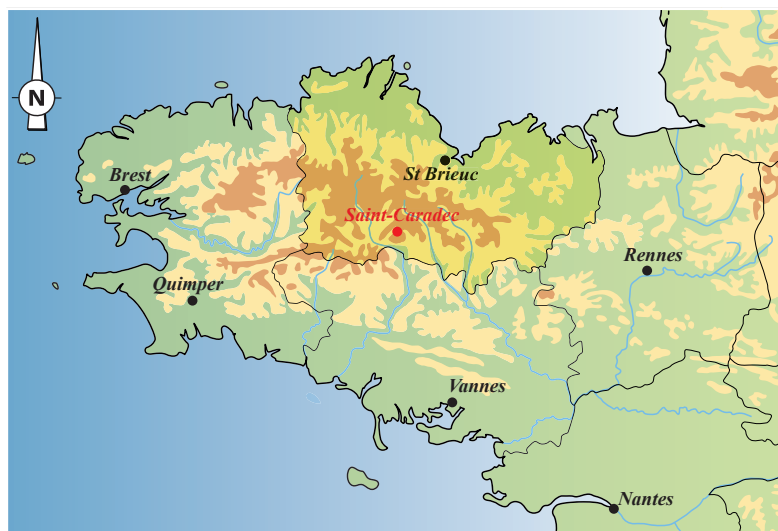 N
Brest
St Brieuc
Saint-Caradec
Rennes
Quimper
Vannes
Nantes